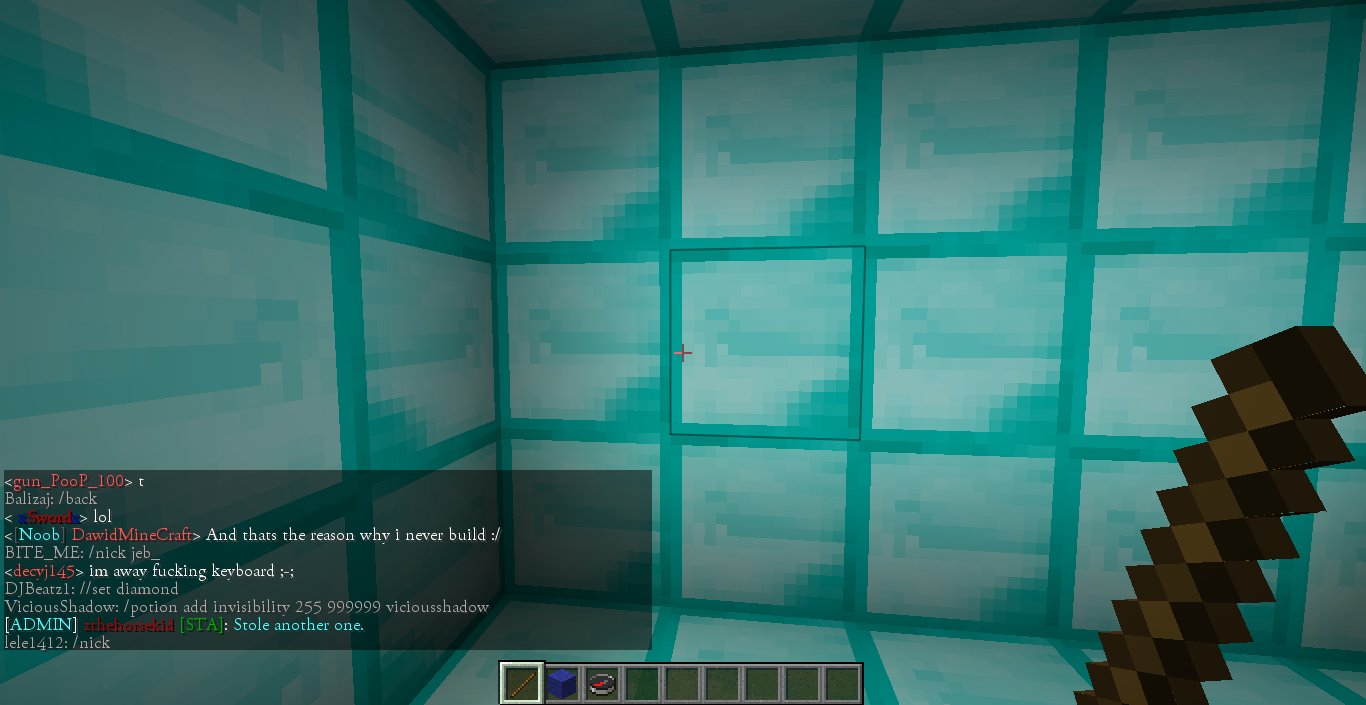 <gun_PooP_100> t
Balizaj: /back
< xSwordx> lol
<[Noob] DawidMineCraft> And thats the reason why i never build :/
BITE_ME: /nick jeb_
<decvj145> im away fucking keyboard ;-;
DJBeatz1: //set diamond
ViciousShadow: /potion add invisibility 255 999999 viciousshadow
[ADMIN] zthehorsekid [STA]: Stole another one.
lele1412: /nick